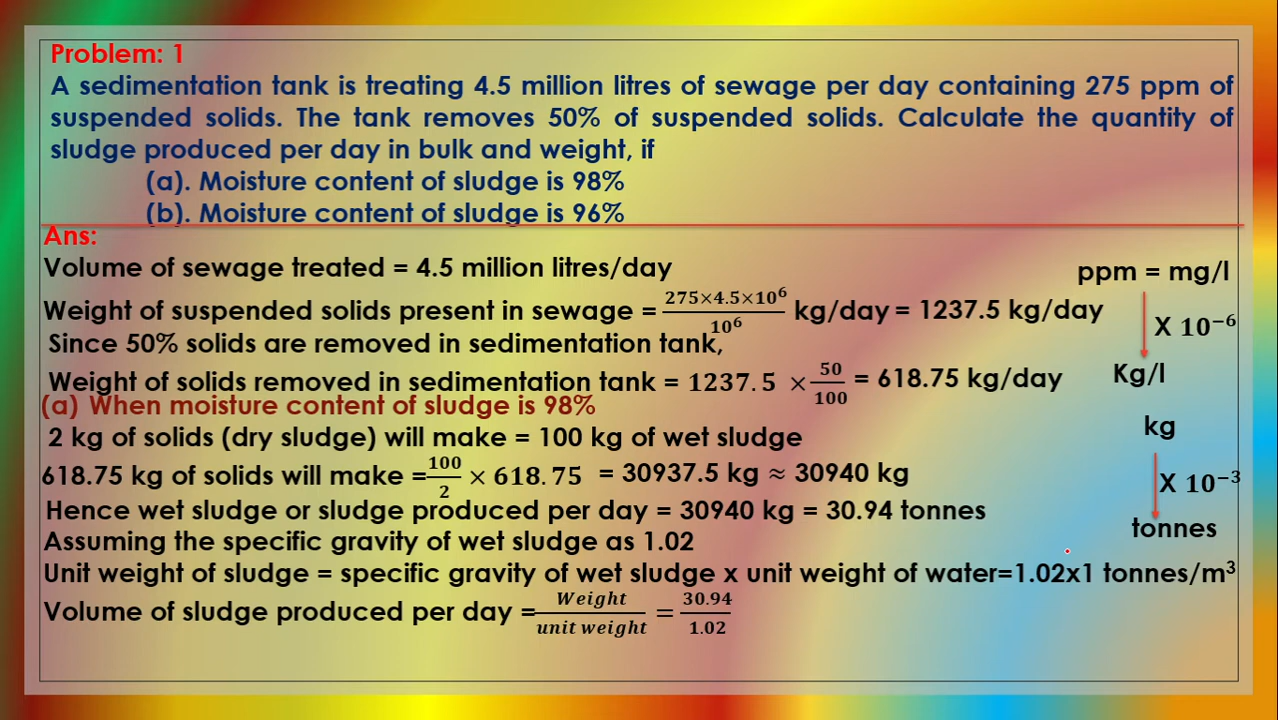 Problem: 1
A sedimentation tank is treating 4.5 million litres of sewage per day containing 275 ppm of
suspended solids. The tank removes 50% of suspended solids. Calculate the quantity of
sludge produced per day in bulk and weight, if
(a). Moisture content of sludge is 98%
(b). Moisture content of sludge is 96%
Ans:
Volume of sewage treated = 4.5 million litres/day
ppm = mg/l
Weight of suspended solids present in sewage = \frac{275×4.5×10^6}{10^6} kg/day = 1237.5 kg/day
X 10^{-6}
Since 50% solids are removed in sedimentation tank,
Weight of solids removed in sedimentation tank = 1237.5 × \frac{50}{100} = 618.75 kg/day
Kg/l
(a) When moisture content of sludge is 98%
kg
2 kg of solids (dry sludge) will make = 100 kg of wet sludge
618.75 kg of solids will make = \frac{100}{2} × 618.75 = 30937.5 kg ≈ 30940 kg
X 10^{-3}
Hence wet sludge or sludge produced per day = 30940 kg = 30.94 tonnes
tonnes
Assuming the specific gravity of wet sludge as 1.02
Unit weight of sludge = specific gravity of wet sludge x unit weight of water=1.02x1 tonnes/m³
Volume of sludge produced per day = \frac{Weight}{unit weight} = \frac{30.94}{1.02}